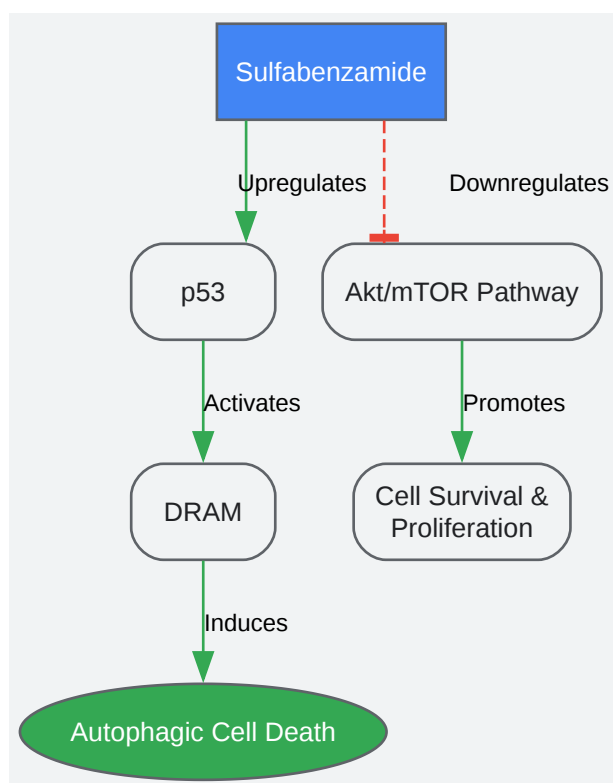 Sulfabenzamide
Upregulates
Downregulates
p53
Akt/mTOR Pathway
Activates
Promotes
DRAM
Cell Survival &
Proliferation
Induces
Autophagic Cell Death